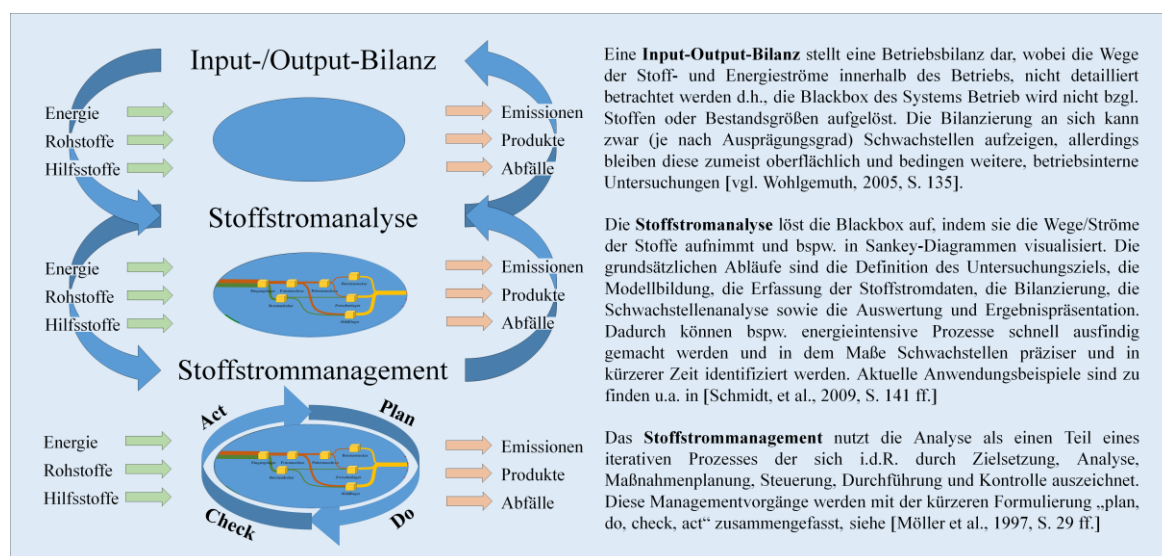 Input-/Output-Bilanz
Energie
Rohstoffe
Hilfsstoffe
Emissionen
Produkte
Abfälle
Stoffstromanalyse
Energie
Rohstoffe
Hilfsstoffe
Emissionen
Produkte
Abfälle
Stoffstrommanagement
Act
Plan
Energie
Rohstoffe
Hilfsstoffe
Emissionen
Produkte
Abfälle
Check
Do
Eine Input-Output-Bilanz stellt eine Betriebsbilanz dar, wobei die Wege
der Stoff- und Energieströme innerhalb des Betriebs, nicht detailliert
betrachtet werden d.h., die Blackbox des Systems Betrieb wird nicht bzgl.
Stoffen oder Bestandsgrößen aufgelöst. Die Bilanzierung an sich kann
zwar (je nach Ausprägungsgrad) Schwachstellen aufzeigen, allerdings
bleiben diese zumeist oberflächlich und bedingen weitere, betriebsinterne
Untersuchungen [vgl. Wohlgemuth, 2005, S. 135].
Die Stoffstromanalyse löst die Blackbox auf, indem sie die Wege/Ströme
der Stoffe aufnimmt und bspw. in Sankey-Diagrammen visualisiert. Die
grundsätzlichen Abläufe sind die Definition des Untersuchungsziels, die
Modellbildung, die Erfassung der Stoffstromdaten, die Bilanzierung, die
Schwachstellenanalyse sowie die Auswertung und Ergebnispräsentation.
Dadurch können bspw. energieintensive Prozesse schnell ausfindig
gemacht werden und in dem Maße Schwachstellen präziser und in
kürzerer Zeit identifiziert werden. Aktuelle Anwendungsbeispiele sind zu
finden u.a. in [Schmidt, et al., 2009, S. 141 ff.]
Das Stoffstrommanagement nutzt die Analyse als einen Teil eines
iterativen Prozesses der sich i.d.R. durch Zielsetzung, Analyse,
Maßnahmenplanung, Steuerung, Durchführung und Kontrolle auszeichnet.
Diese Managementvorgänge werden mit der kürzeren Formulierung „plan,
do, check, act“ zusammengefasst, siehe [Möller et al., 1997, S. 29 ff.]